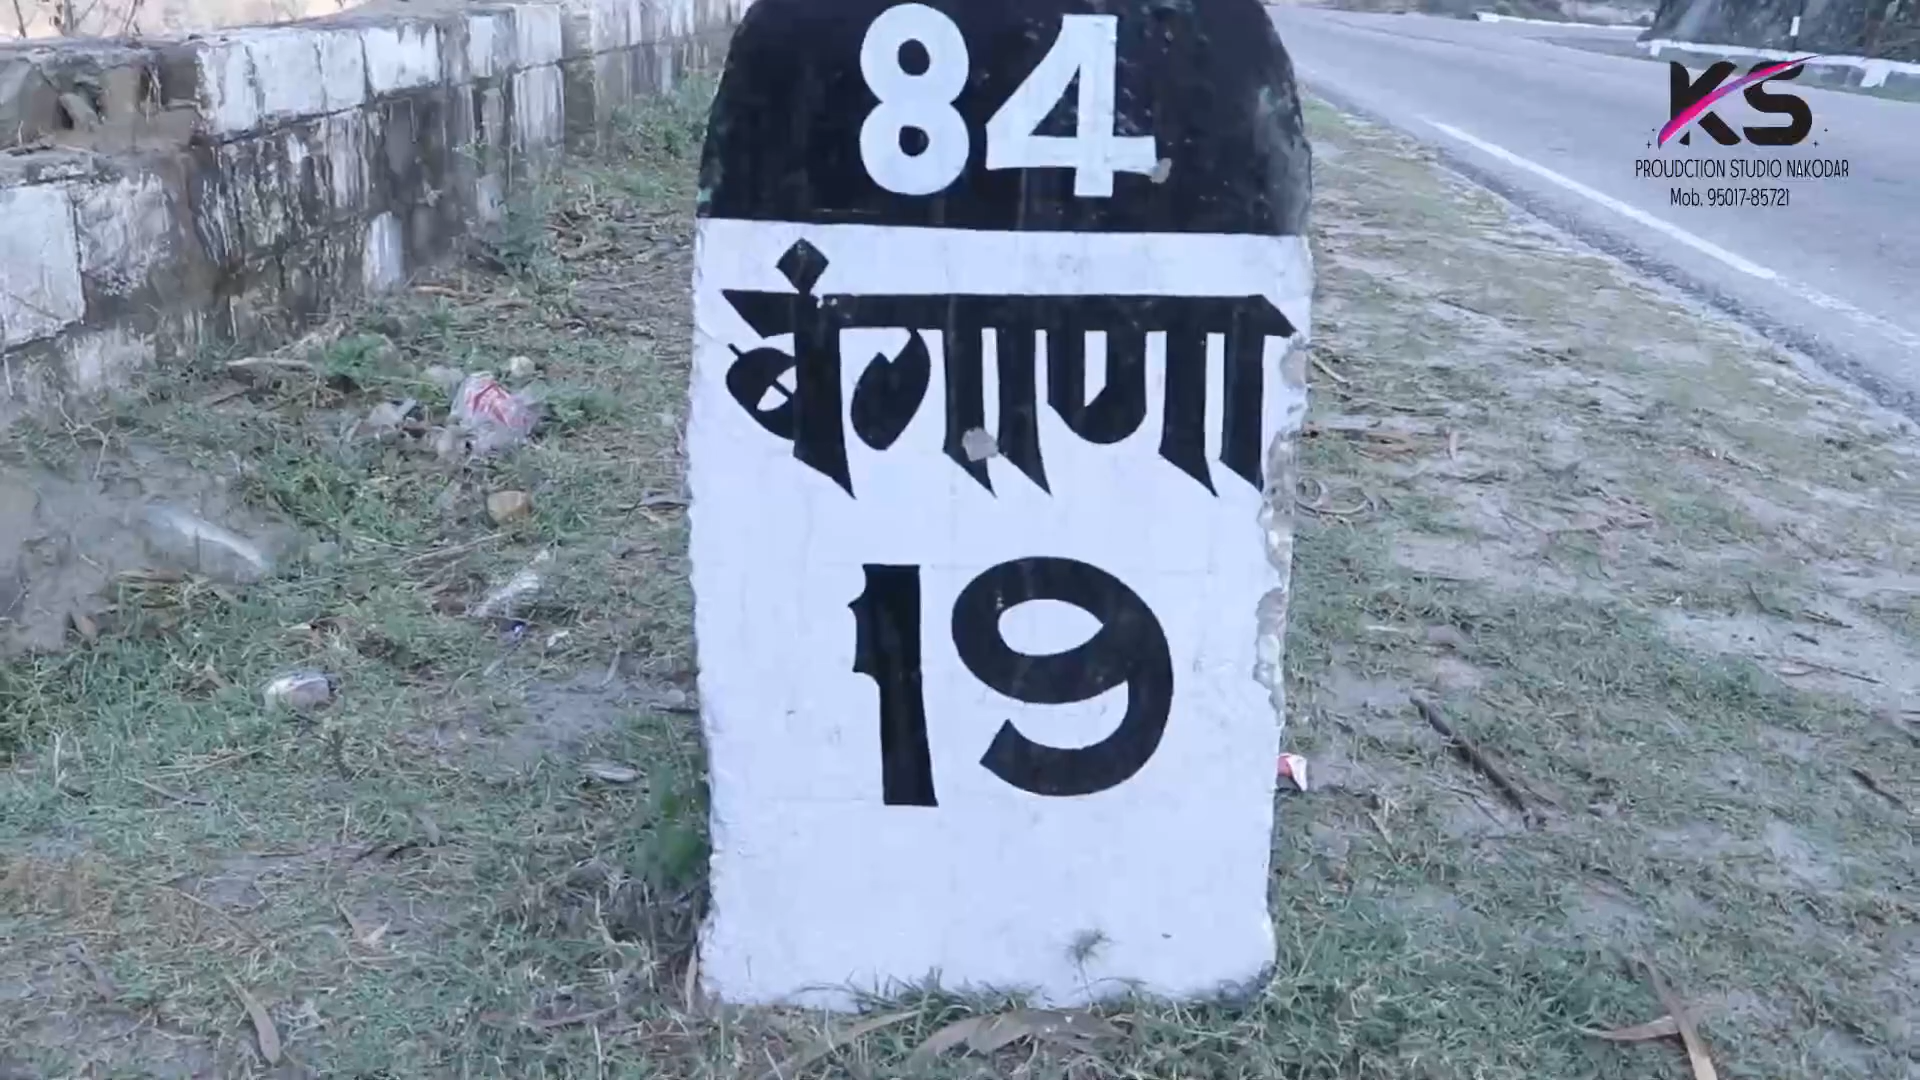 84
बंगाणा
19
KS
PROUDCTION STUDIO NAKODAR
Mob. 95017-85721